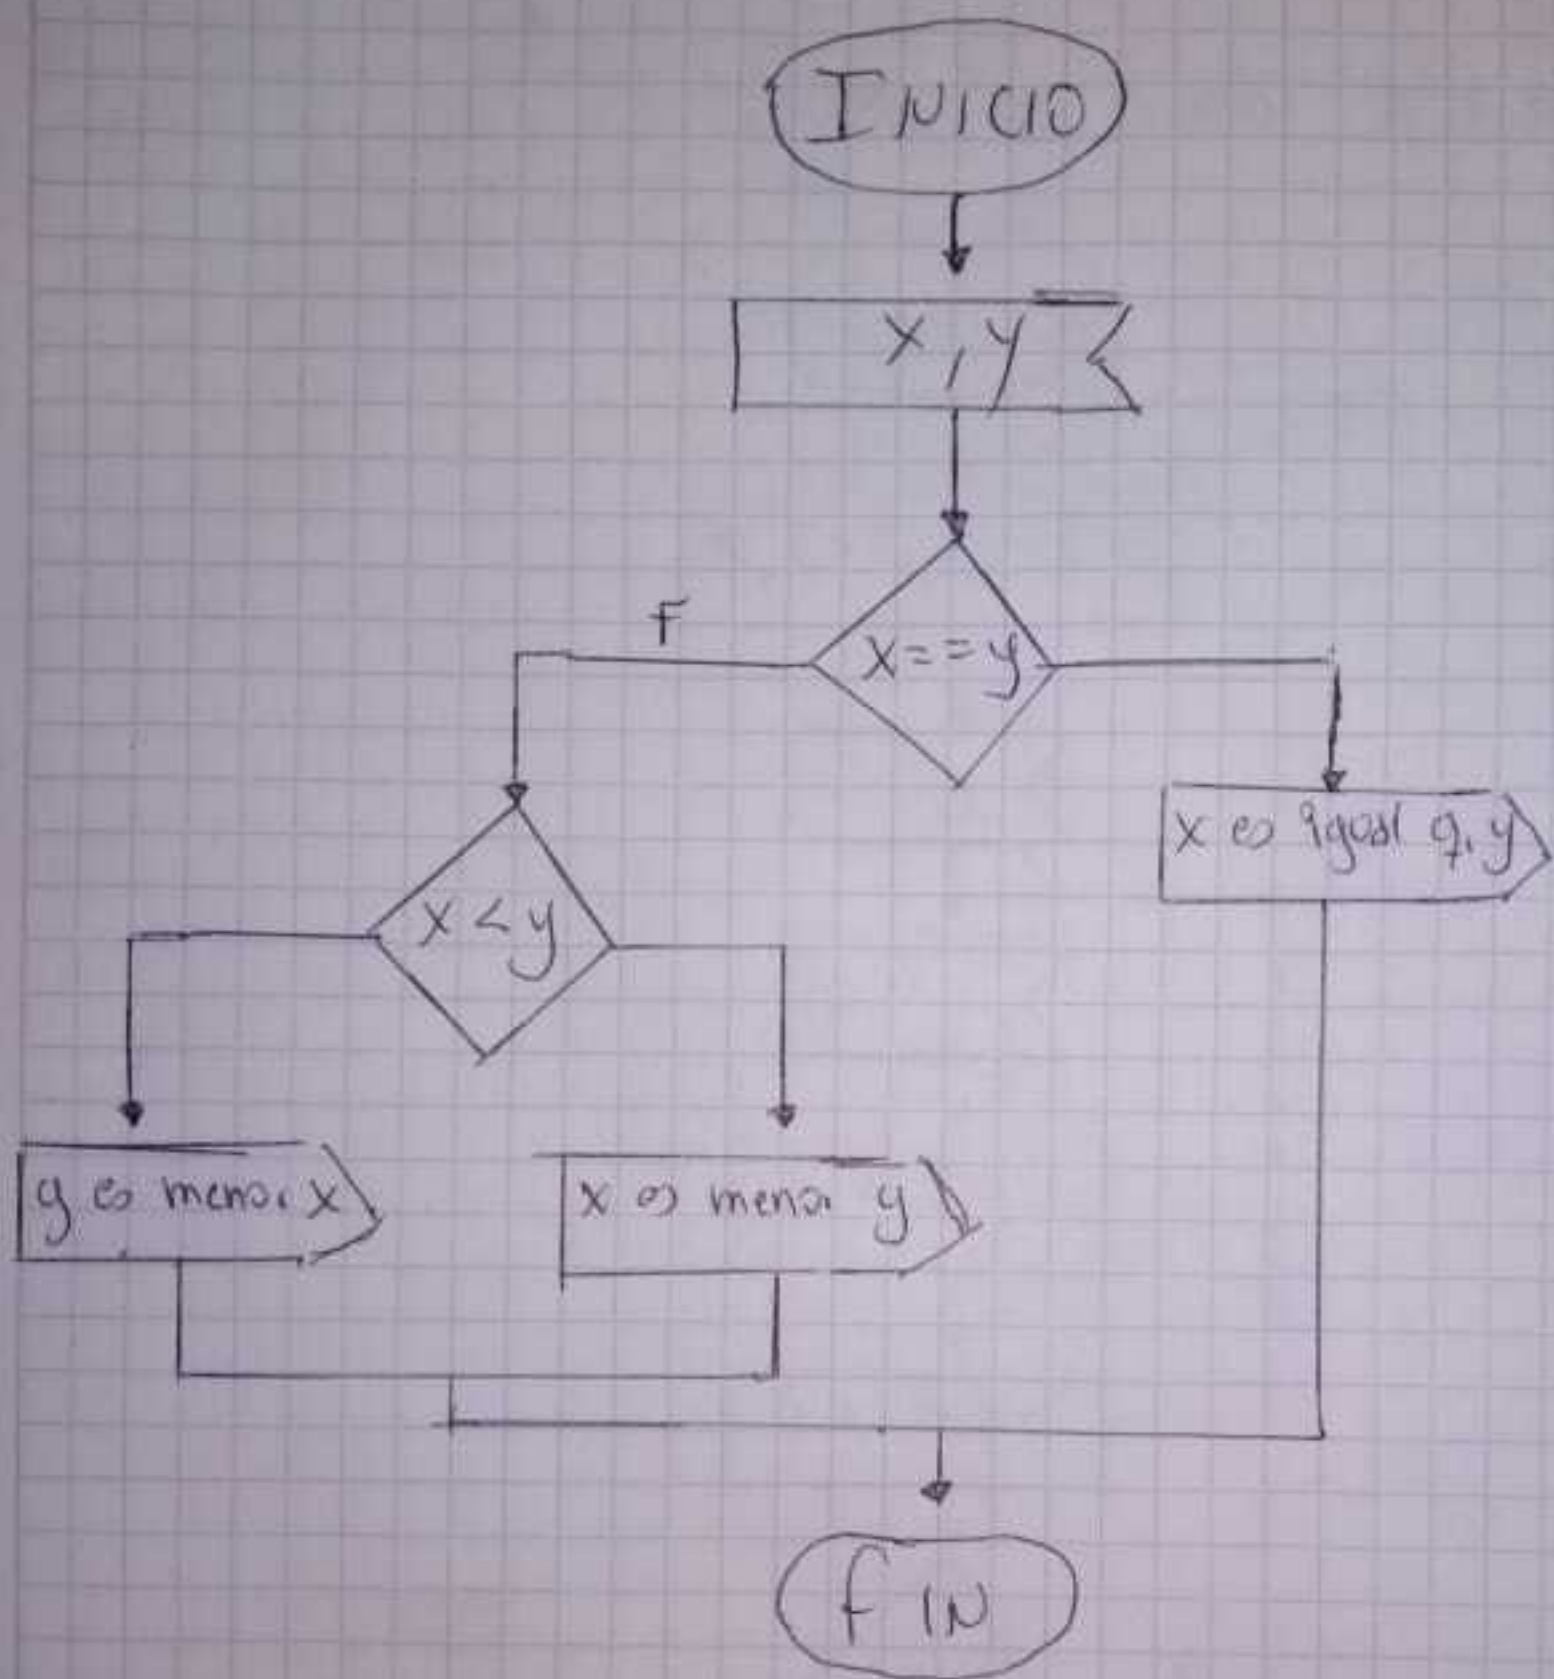 INICIO
x, y
F
x==y
x es igual a y
x < y
y es menor x
x es menor y
FIN